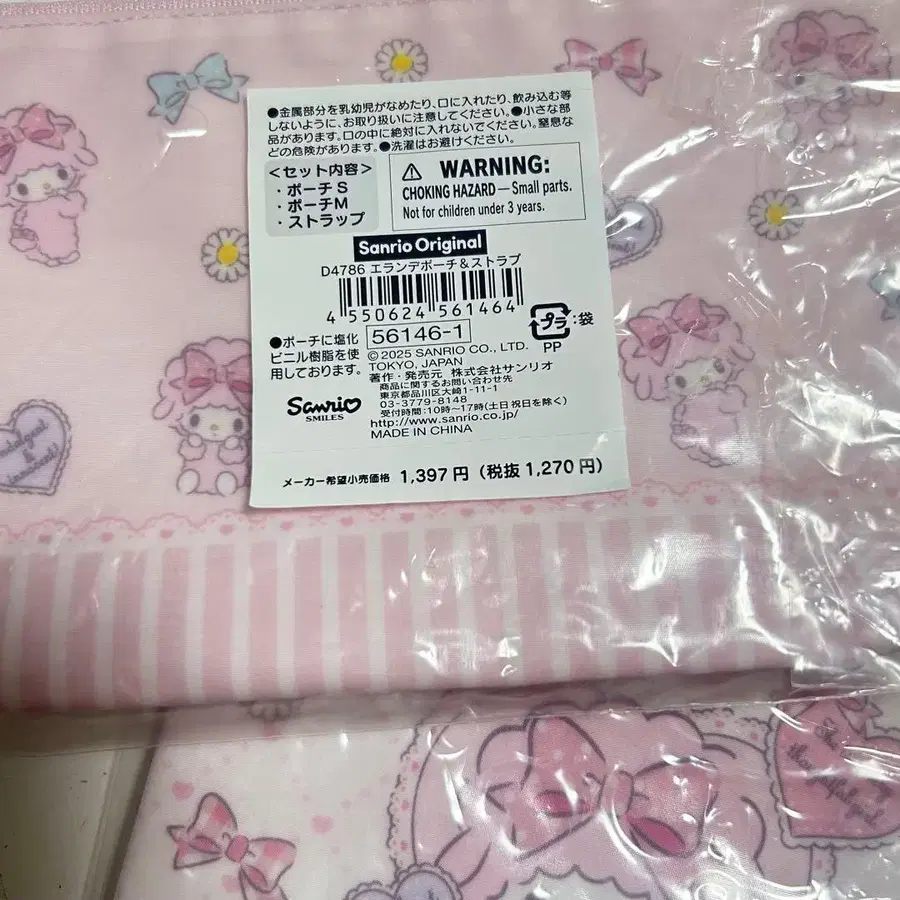 ●金属部分を乳幼児がなめたり、口に入れたり、飲み込む等
しないように、お取り扱いに注意してください。●小さな部
品があります。口の中に絶対に入れないでください。窒息な
どの危険があります。●洗濯はお避けください。
<セット内容>
・ポーチS
・ポーチM
・ストラップ
⚠ WARNING:
CHOKING HAZARD — Small parts.
Not for children under 3 years.
Sanrio Original
D4786 エランデポーチ&ストラプ
4 550624 561464
●ポーチに塩化
ビニル樹脂を使
用しております。
56146-1
プラ :袋
PP
© 2025 SANRIO CO., LTD.
TOKYO, JAPAN
著作・発売元 株式会社サンリオ
商品に関するお問い合わせ先
東京都品川区大崎1-11-1
03-3779-8148
受付時間:10時~17時(土日祝日を除く)
http://www.sanrio.co.jp/
MADE IN CHINA
Sanrio
SMILES
メーカー希望小売価格 1,397円(税抜1,270円)